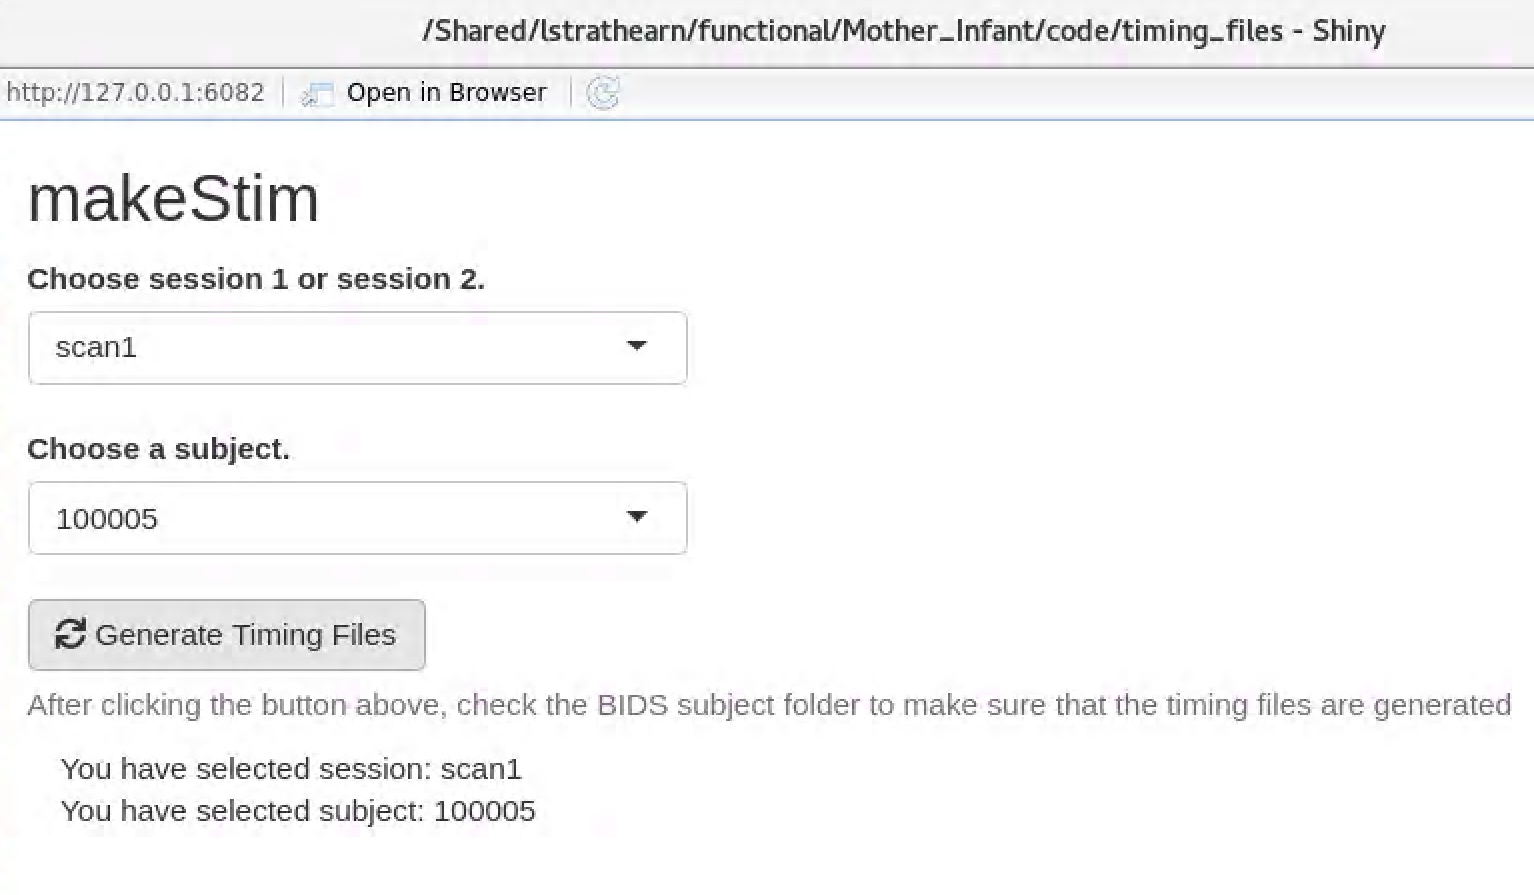 /Shared/lstrathearn/functional/Mother_Infant/code/timing_files - Shiny
http://127.0.0.1:6082 Open in Browser
makeStim
Choose session 1 or session 2.
scan1
Choose a subject.
100005
Generate Timing Files
After clicking the button above, check the BIDS subject folder to make sure that the timing files are generated
You have selected session: scan1
You have selected subject: 100005